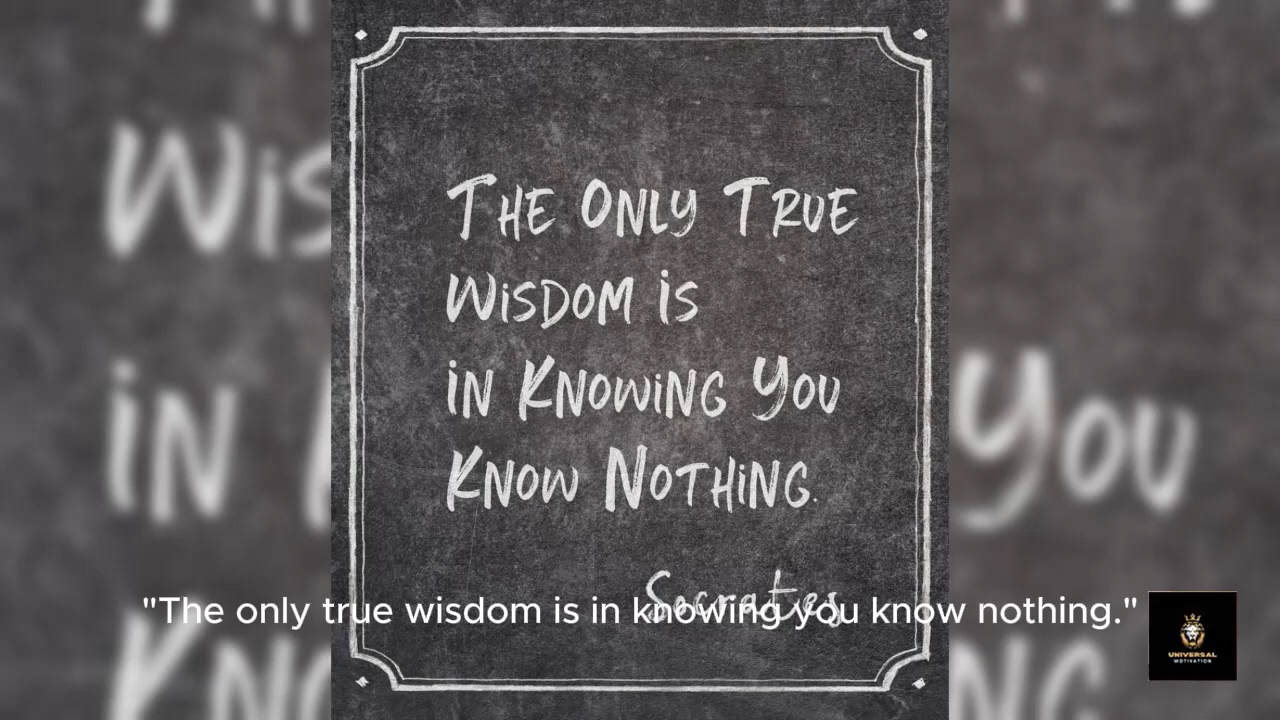 The Only True
Wisdom is
in Knowing You
Know Nothing.
Socrates
"The only true wisdom is in knowing you know nothing."
UNIVERSAL
MOTIVATION